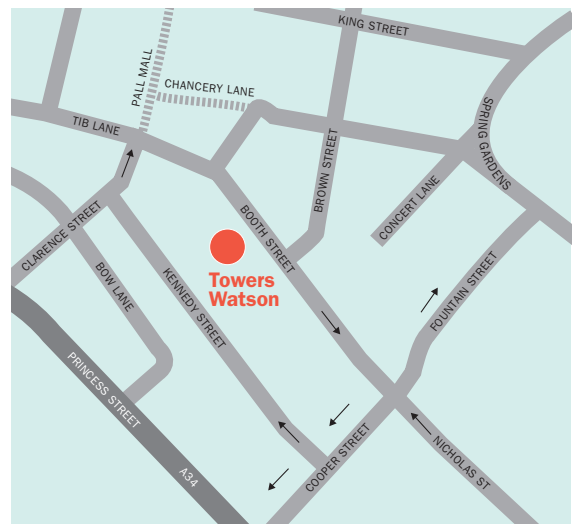 KING STREET
PALL MALL
CHANCERY LANE
TIB LANE
SPRING GARDENS
BROWN STREET
CONCERT LANE
CLARENCE STREET
BOOTH STREET
BOW LANE
KENNEDY STREET
Towers
Watson
FOUNTAIN STREET
PRINCESS STREET
A34
COOPER STREET
NICHOLAS ST